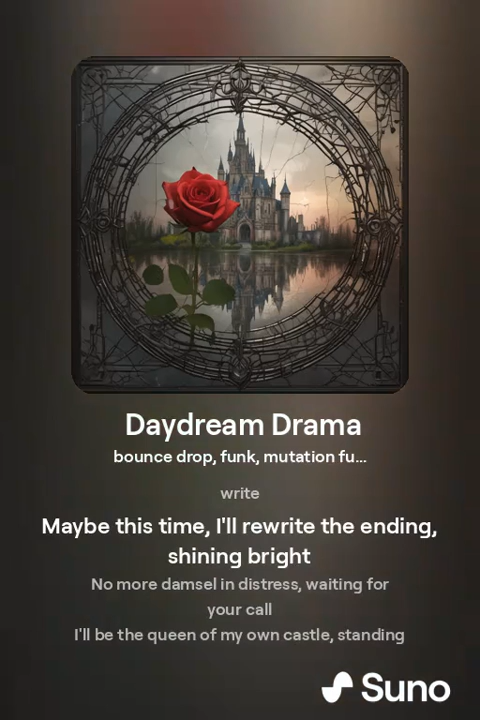 Daydream Drama
bounce drop, funk, mutation fu...
write
Maybe this time, I'll rewrite the ending,
shining bright
No more damsel in distress, waiting for
your call
I'll be the queen of my own castle, standing
Suno